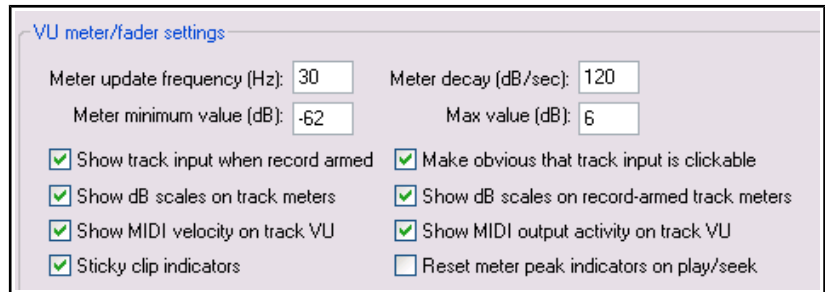 VU meter/fader settings
Meter update frequency (Hz): 30 Meter decay (dB/sec): 120
Meter minimum value (dB): -62 Max value (dB): 6
Show track input when record armed Make obvious that track input is clickable
Show dB scales on track meters Show dB scales on record-armed track meters
Show MIDI velocity on track VU Show MIDI output activity on track VU
Sticky clip indicators Reset meter peak indicators on play/seek